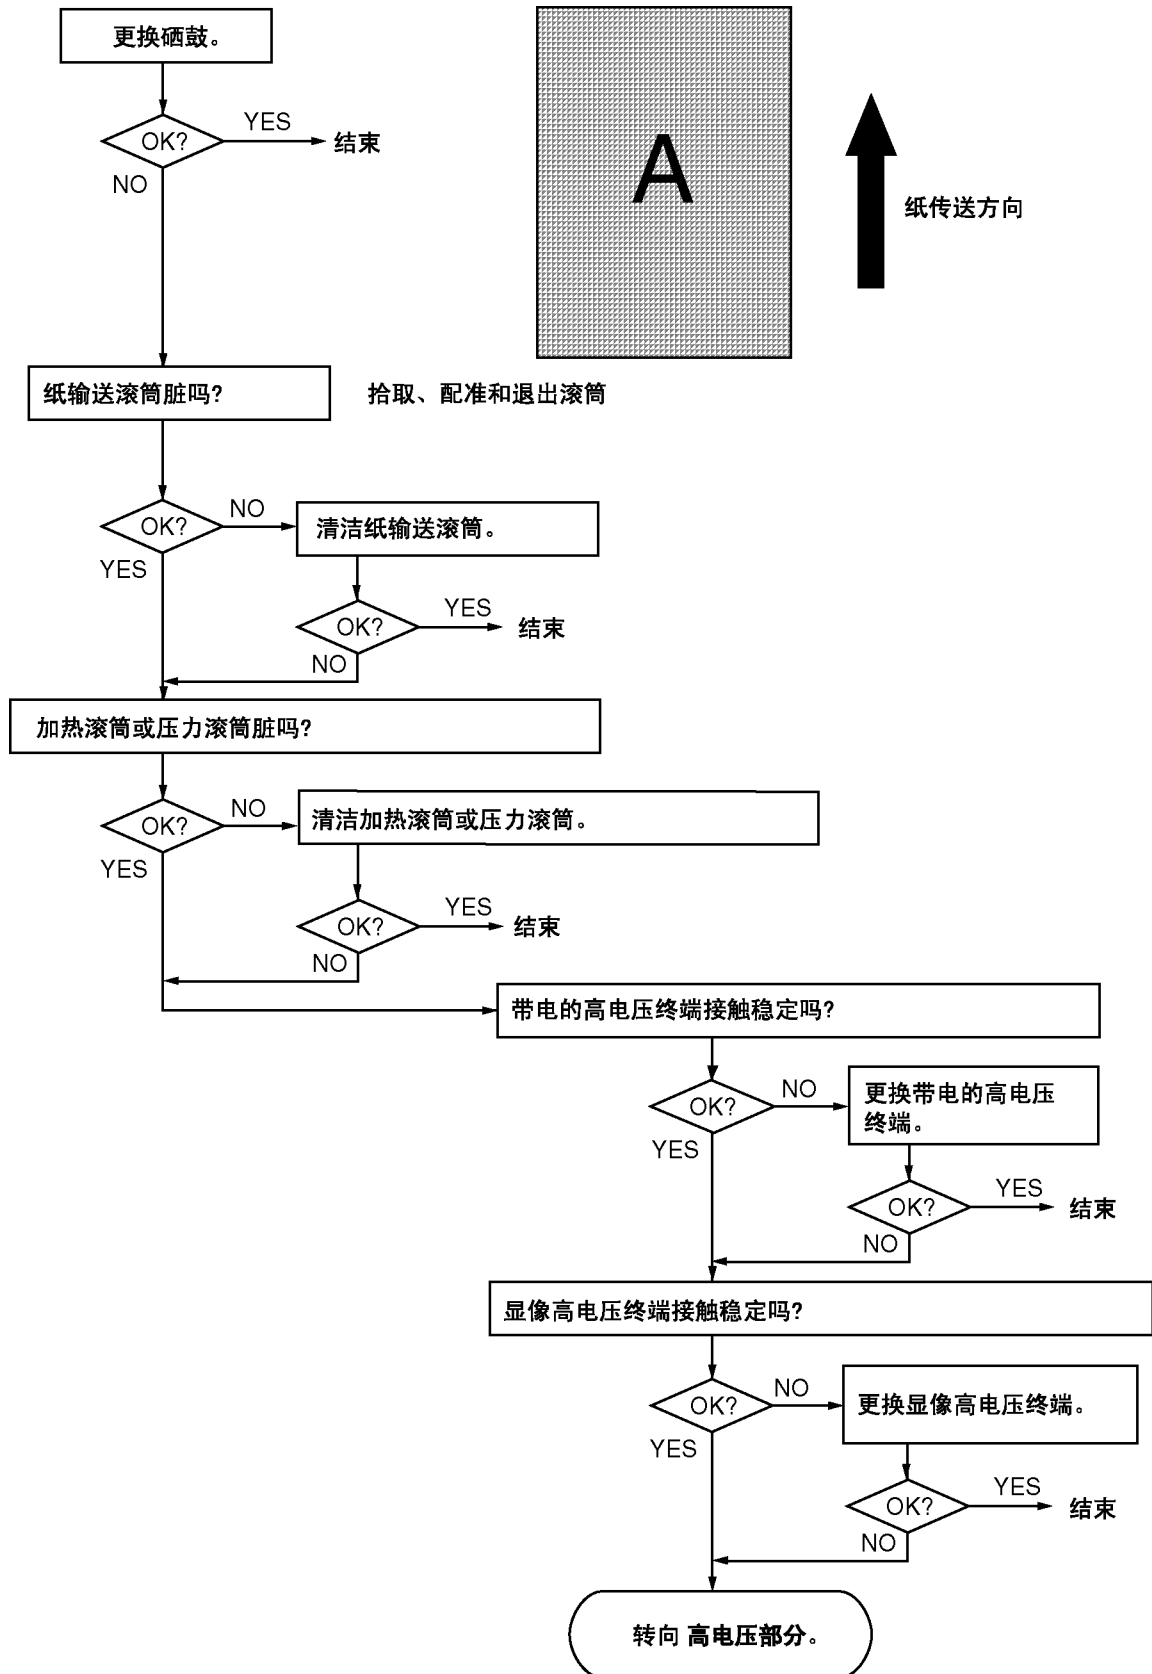 更换硒鼓。
OK?
YES
结束
NO
A
纸传送方向
纸输送滚筒脏吗?
拾取、配准和退出滚筒
OK?
NO
清洁纸输送滚筒。
YES
OK?
YES
结束
NO
加热滚筒或压力滚筒脏吗?
OK?
NO
清洁加热滚筒或压力滚筒。
YES
OK?
YES
结束
NO
带电的高电压终端接触稳定吗?
OK?
NO
更换带电的高电压
终端。
YES
OK?
YES
结束
NO
显像高电压终端接触稳定吗?
OK?
NO
更换显像高电压终端。
YES
OK?
YES
结束
NO
转向 高电压部分。